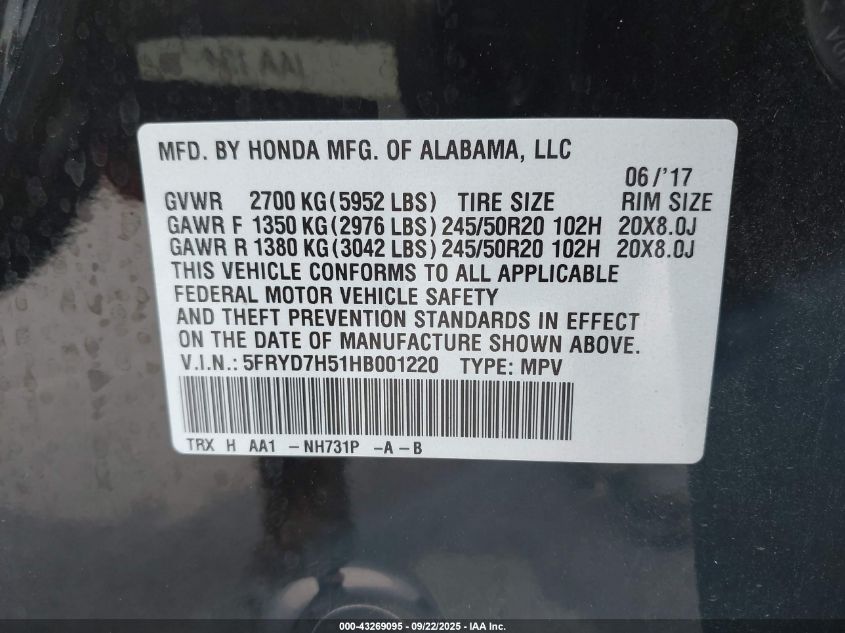 MFD. BY HONDA MFG. OF ALABAMA, LLC
06/'17
GVWR 2700 KG(5952 LBS) TIRE SIZE RIM SIZE
GAWR F 1350 KG(2976 LBS) 245/50R20 102H 20X8.0J
GAWR R 1380 KG(3042 LBS) 245/50R20 102H 20X8.0J
THIS VEHICLE CONFORMS TO ALL APPLICABLE
FEDERAL MOTOR VEHICLE SAFETY
AND THEFT PREVENTION STANDARDS IN EFFECT
ON THE DATE OF MANUFACTURE SHOWN ABOVE.
V.I.N.: 5FRYD7H51HB001220 TYPE: MPV
TRX H AA1 -NH731P -A-B
000-43269095 - 09/22/2025 - IAA Inc.